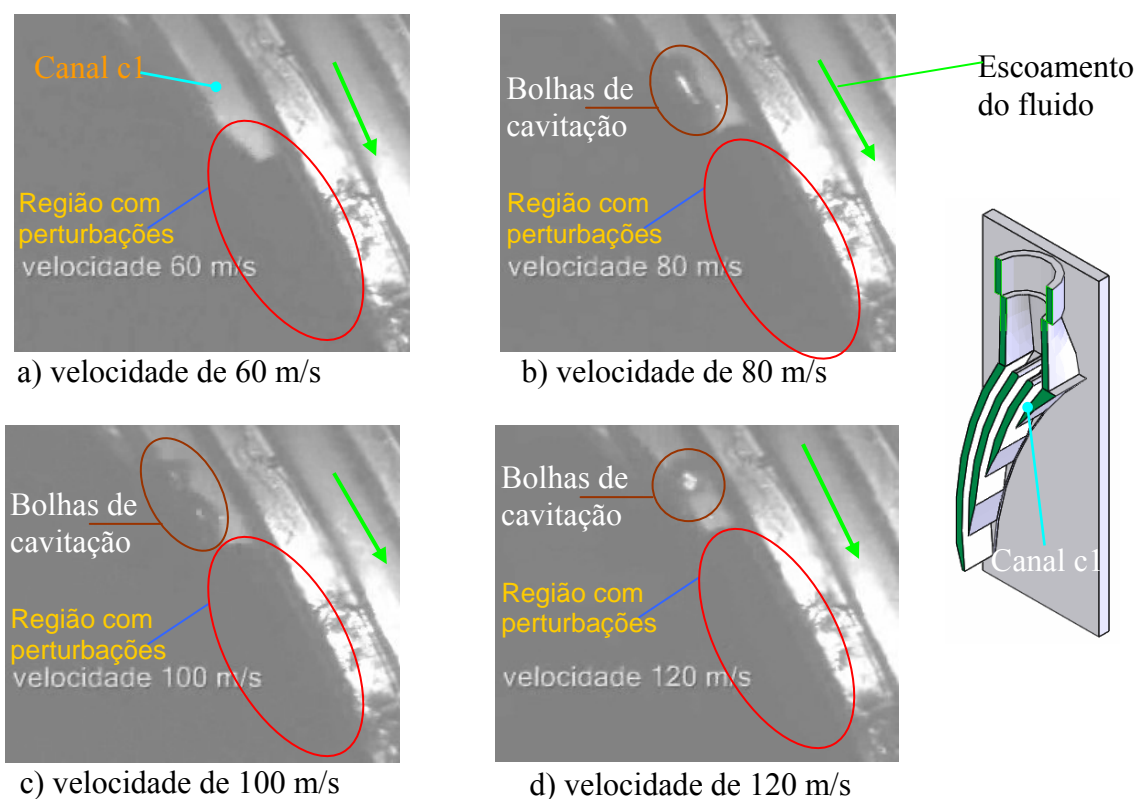 Canal c1
Região com
perturbações
velocidade 60 m/s
a) velocidade de 60 m/s
Bolhas de
cavitação
Região com
perturbações
velocidade 80 m/s
b) velocidade de 80 m/s
Escoamento
do fluido
Bolhas de
cavitação
Região com
perturbações
velocidade 100 m/s
c) velocidade de 100 m/s
Bolhas de
cavitação
Região com
perturbações
velocidade 120 m/s
d) velocidade de 120 m/s
Canal c1